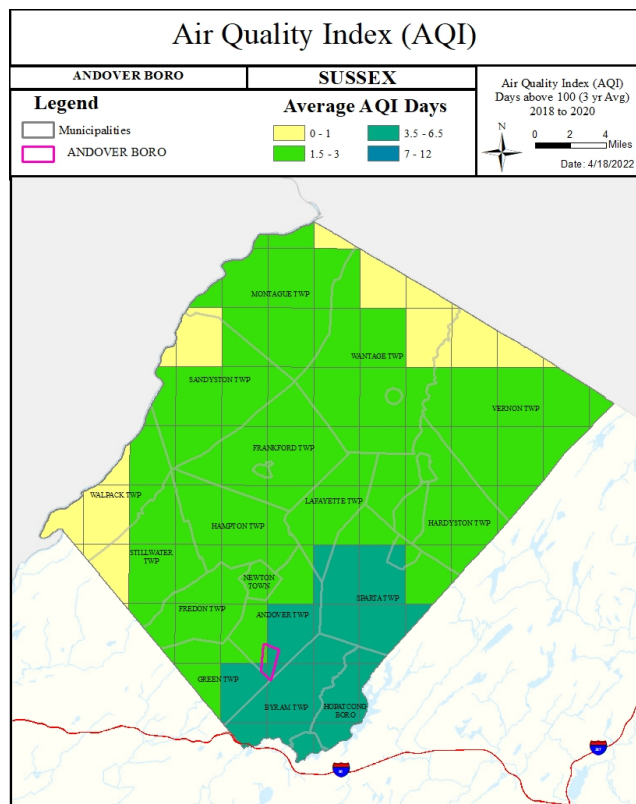 Air Quality Index (AQI)
ANDOVER BORO
SUSSEX
Legend
Municipalities
ANDOVER BORO
Average AQI Days
0 - 1
1.5 - 3
3.5 - 6.5
7 - 12
Air Quality Index (AQI)
Days above 100 (3 yr Avg)
2018 to 2020
N
0 2 4
Miles
Date: 4/18/2022
MONTAGUE TWP
WANTAGE TWP
SANDYSTON TWP
VERNON TWP
FRANKFORD TWP
WALPACK TWP
LAFAYETTE TWP
HAMPTON TWP
HARDYSTON TWP
STILLWATER
TWP
NEWTON
TOWN
SPARTA TWP
FREDON TWP
ANDOVER TWP
GREEN TWP
BYRAM TWP
HOPATCONG
BORO